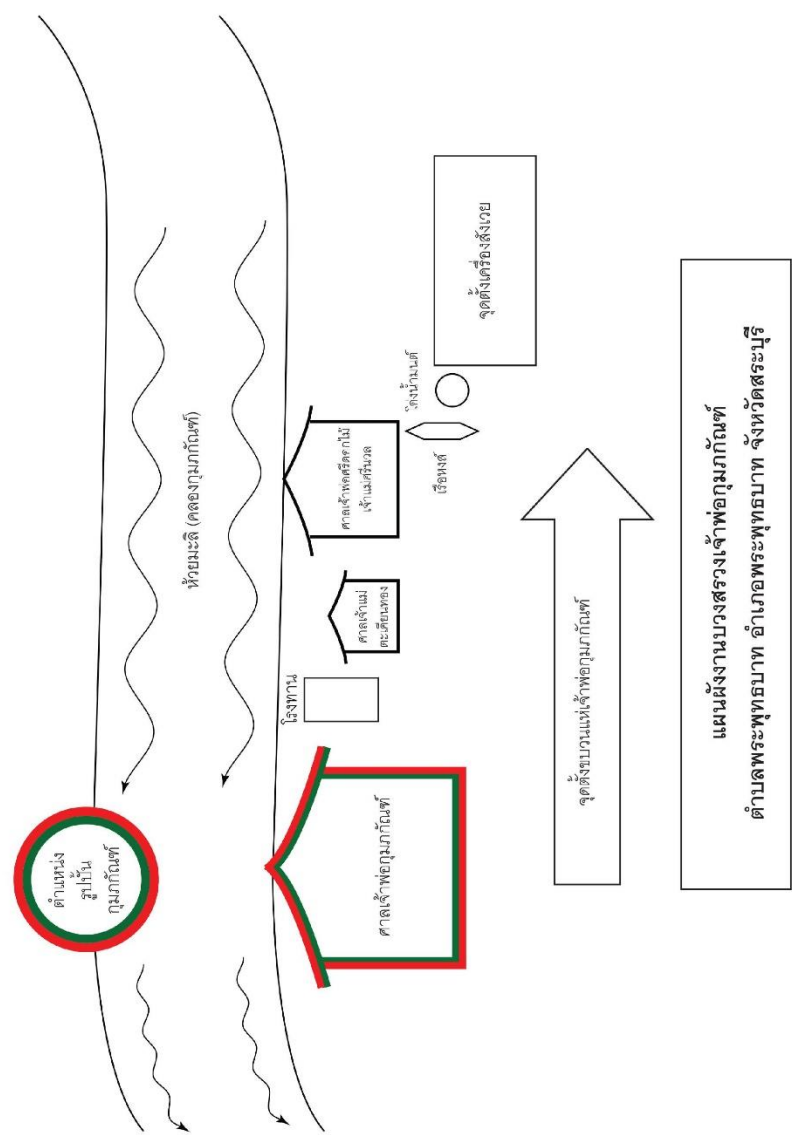 ตำแหน่ง
รูปปั้น
กุมภกัณฑ์
ห้วยมะลิ (คลองกุมภกัณฑ์)
ศาลเจ้าพ่อกุมภกัณฑ์
โรงทาน
ศาลเจ้าแม่
ตะเคียนทอง
ศาลเจ้าพ่อศรีดอกไม้
เจ้าแม่ศรีนวล
เรือหงส์
โอ่งน้ำมนต์
จุดตั้งเครื่องสังเวย
จุดตั้งขบวนแห่เจ้าพ่อกุมภกัณฑ์
แผนผังงานบวงสรวงเจ้าพ่อกุมภกัณฑ์
ตำบลพระพุทธบาท อำเภอพระพุทธบาท จังหวัดสระบุรี